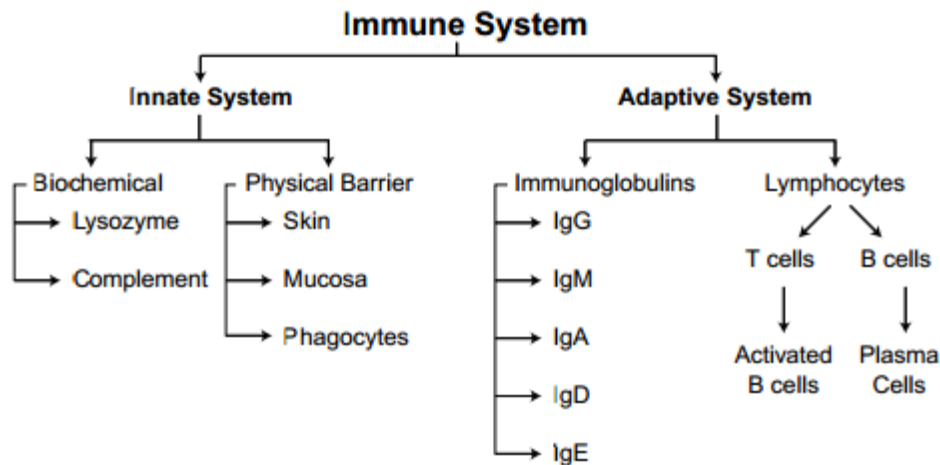 Immune System
Innate System
Adaptive System
Biochemical
Physical Barrier
Immunoglobulins
Lymphocytes
Lysozyme
Skin
IgG
T cells
B cells
Complement
Mucosa
IgM
Phagocytes
IgA
Activated
B cells
Plasma
Cells
IgD
IgE